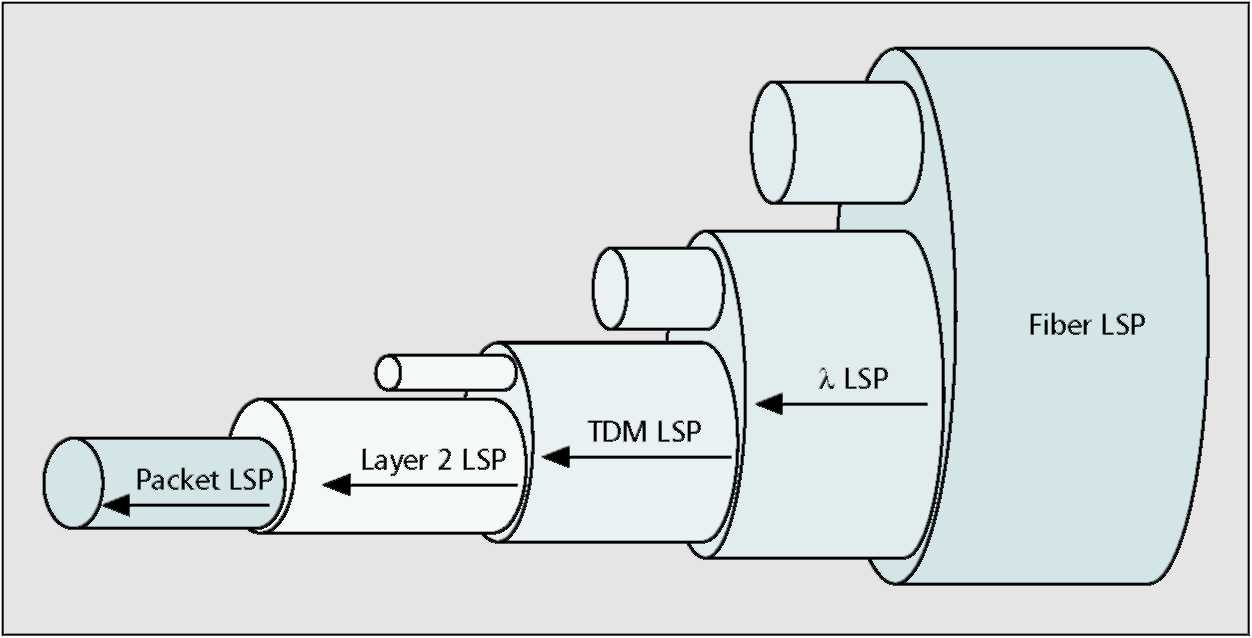 Fiber LSP
λ LSP
TDM LSP
Layer 2 LSP
Packet LSP